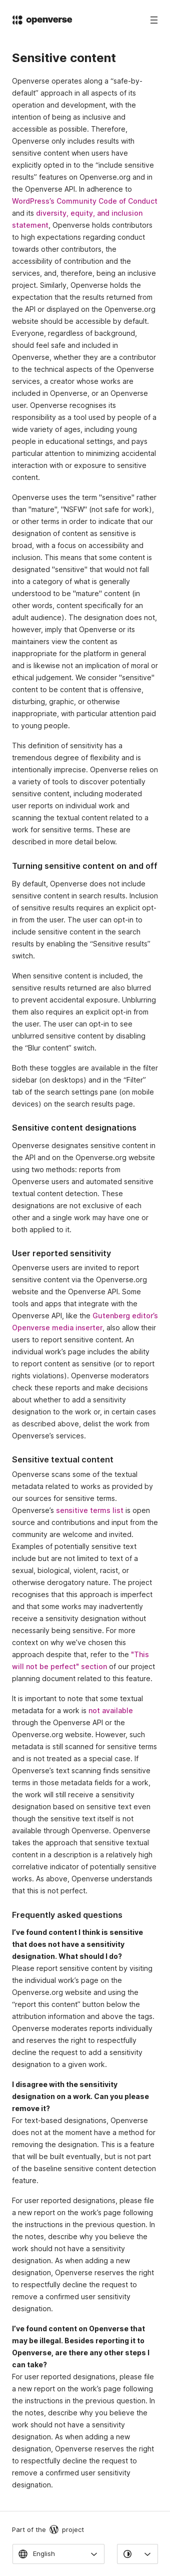 openverse
Sensitive content
Openverse operates along a “safe-by-
default” approach in all aspects of its
operation and development, with the
intention of being as inclusive and
accessible as possible. Therefore,
Openverse only includes results with
sensitive content when users have
explicitly opted in to the “include sensitive
results” features on Openverse.org and in
the Openverse API. In adherence to
WordPress's Community Code of Conduct
and its diversity, equity, and inclusion
statement, Openverse holds contributors
to high expectations regarding conduct
towards other contributors, the
accessibility of contribution and the
services, and, therefore, being an inclusive
project. Similarly, Openverse holds the
expectation that the results returned from
the API or displayed on the Openverse.org
website should be accessible by default.
Everyone, regardless of background,
should feel safe and included in
Openverse, whether they are a contributor
to the technical aspects of the Openverse
services, a creator whose works are
included in Openverse, or an Openverse
user. Openverse recognises its
responsibility as a tool used by people of a
wide variety of ages, including young
people in educational settings, and pays
particular attention to minimizing accidental
interaction with or exposure to sensitive
content.
Openverse uses the term "sensitive" rather
than "mature", "NSFW" (not safe for work),
or other terms in order to indicate that our
designation of content as sensitive is
broad, with a focus on accessibility and
inclusion. This means that some content is
designated "sensitive" that would not fall
into a category of what is generally
understood to be "mature" content (in
other words, content specifically for an
adult audience). The designation does not,
however, imply that Openverse or its
maintainers view the content as
inappropriate for the platform in general
and is likewise not an implication of moral or
ethical judgement. We consider "sensitive"
content to be content that is offensive,
disturbing, graphic, or otherwise
inappropriate, with particular attention paid
to young people.
This definition of sensitivity has a
tremendous degree of flexibility and is
intentionally imprecise. Openverse relies on
a variety of tools to discover potentially
sensitive content, including moderated
user reports on individual work and
scanning the textual content related to a
work for sensitive terms. These are
described in more detail below.
Turning sensitive content on and off
By default, Openverse does not include
sensitive content in search results. Inclusion
of sensitive results requires an explicit opt-
in from the user. The user can opt-in to
include sensitive content in the search
results by enabling the “Sensitive results”
switch.
When sensitive content is included, the
sensitive results returned are also blurred
to prevent accidental exposure. Unblurring
them also requires an explicit opt-in from
the user. The user can opt-in to see
unblurred sensitive content by disabling
the “Blur content” switch.
Both these toggles are available in the filter
sidebar (on desktops) and in the “Filter”
tab of the search settings pane (on mobile
devices) on the search results page.
Sensitive content designations
Openverse designates sensitive content in
the API and on the Openverse.org website
using two methods: reports from
Openverse users and automated sensitive
textual content detection. These
designations are not exclusive of each
other and a single work may have one or
both applied to it.
User reported sensitivity
Openverse users are invited to report
sensitive content via the Openverse.org
website and the Openverse API. Some
tools and apps that integrate with the
Openverse API, like the Gutenberg editor's
Openverse media inserter, also allow their
users to report sensitive content. An
individual work's page includes the ability
to report content as sensitive (or to report
rights violations). Openverse moderators
check these reports and make decisions
about whether to add a sensitivity
designation to the work or, in certain cases
as described above, delist the work from
Openverse's services.
Sensitive textual content
Openverse scans some of the textual
metadata related to works as provided by
our sources for sensitive terms.
Openverse's sensitive terms list is open
source and contributions and input from the
community are welcome and invited.
Examples of potentially sensitive text
include but are not limited to text of a
sexual, biological, violent, racist, or
otherwise derogatory nature. The project
recognises that this approach is imperfect
and that some works may inadvertently
receive a sensitivity designation without
necessarily being sensitive. For more
context on why we've chosen this
approach despite that, refer to the "This
will not be perfect" section of our project
planning document related to this feature.
It is important to note that some textual
metadata for a work is not available
through the Openverse API or the
Openverse.org website. However, such
metadata is still scanned for sensitive terms
and is not treated as a special case. If
Openverse's text scanning finds sensitive
terms in those metadata fields for a work,
the work will still receive a sensitivity
designation based on sensitive text even
though the sensitive text itself is not
available through Openverse. Openverse
takes the approach that sensitive textual
content in a description is a relatively high
correlative indicator of potentially sensitive
works. As above, Openverse understands
that this is not perfect.
Frequently asked questions
I've found content I think is sensitive
that does not have a sensitivity
designation. What should I do?
Please report sensitive content by visiting
the individual work's page on the
Openverse.org website and using the
“report this content” button below the
attribution information and above the tags.
Openverse moderates reports individually
and reserves the right to respectfully
decline the request to add a sensitivity
designation to a given work.
I disagree with the sensitivity
designation on a work. Can you please
remove it?
For text-based designations, Openverse
does not at the moment have a method for
removing the designation. This is a feature
that will be built eventually, but is not part
of the baseline sensitive content detection
feature.
For user reported designations, please file
a new report on the work's page following
the instructions in the previous question. In
the notes, describe why you believe the
work should not have a sensitivity
designation. As when adding a new
designation, Openverse reserves the right
to respectfully decline the request to
remove a confirmed user sensitivity
designation.
I've found content on Openverse that
may be illegal. Besides reporting it to
Openverse, are there any other steps I
can take?
For user reported designations, please file
a new report on the work's page following
the instructions in the previous question. In
the notes, describe why you believe the
work should not have a sensitivity
designation. As when adding a new
designation, Openverse reserves the right
to respectfully decline the request to
remove a confirmed user sensitivity
designation.
Part of the project
English